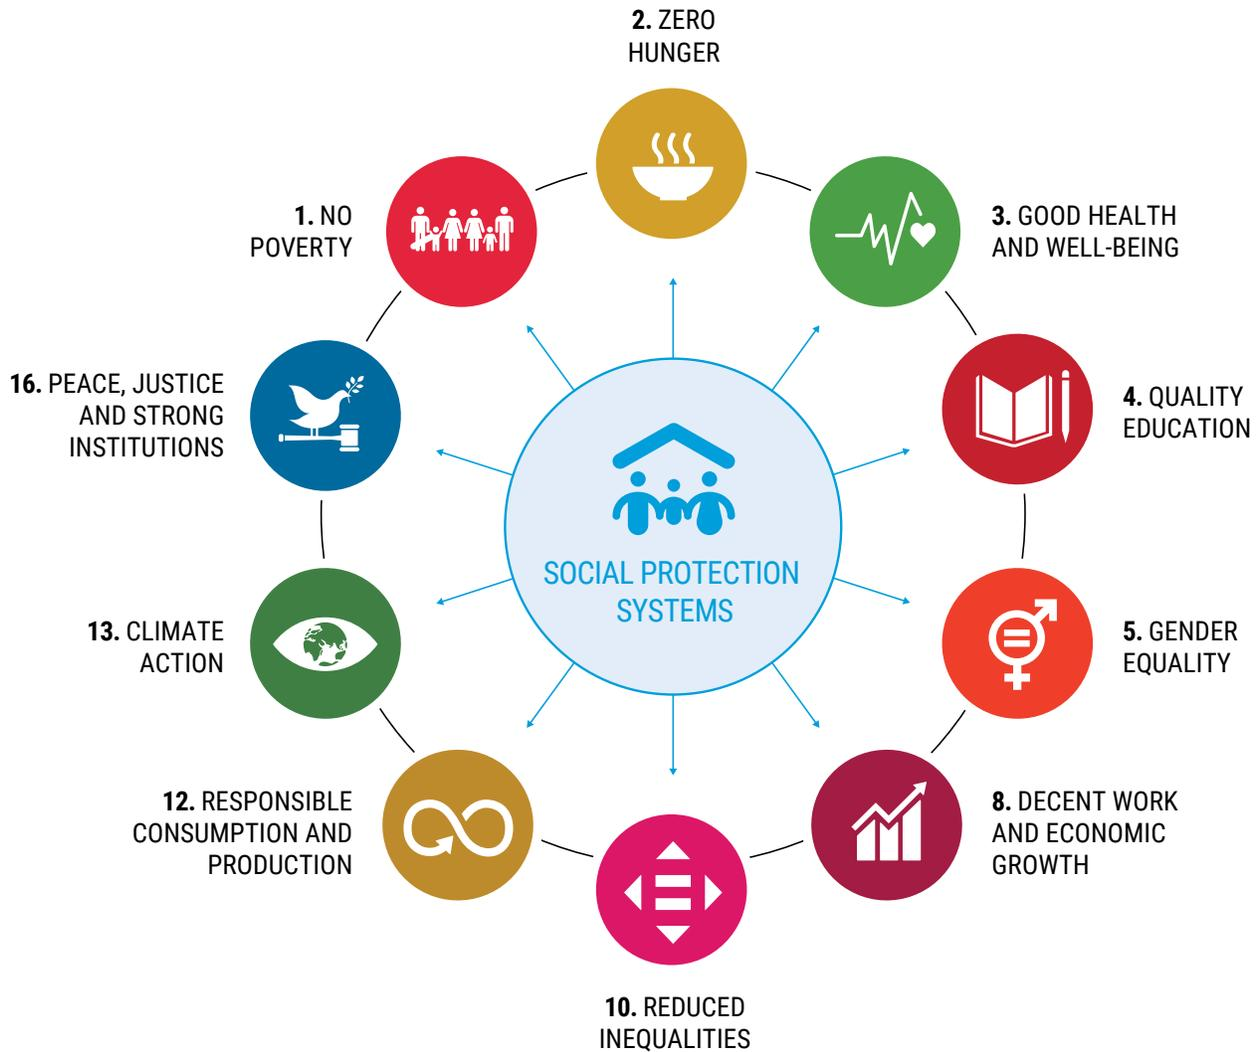 2. ZERO
HUNGER
1. NO
POVERTY
3. GOOD HEALTH
AND WELL-BEING
16. PEACE, JUSTICE
AND STRONG
INSTITUTIONS
4. QUALITY
EDUCATION
SOCIAL PROTECTION
SYSTEMS
13. CLIMATE
ACTION
5. GENDER
EQUALITY
12. RESPONSIBLE
CONSUMPTION AND
PRODUCTION
8. DECENT WORK
AND ECONOMIC
GROWTH
10. REDUCED
INEQUALITIES